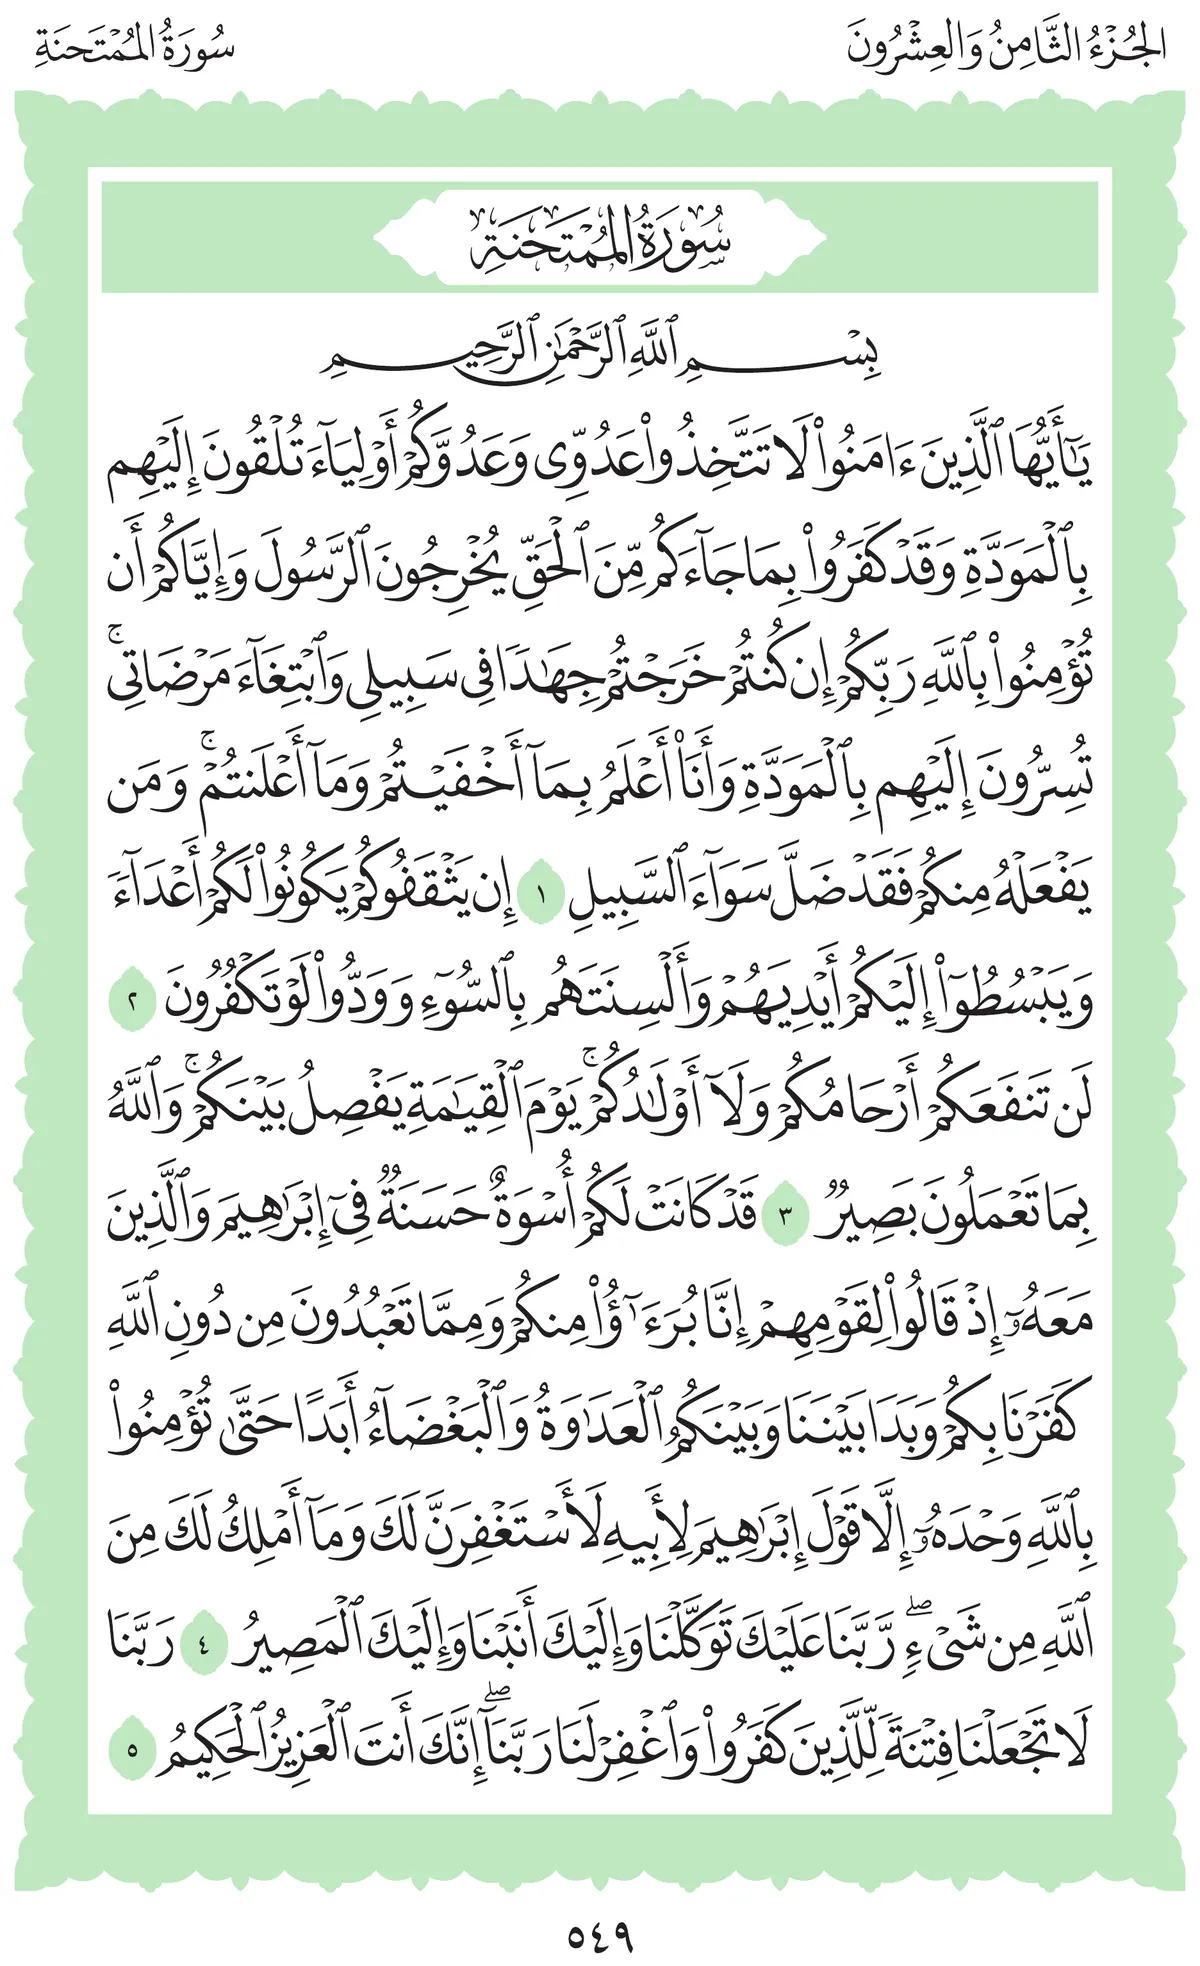 الجُزْءُ الثَّامِنُ وَالعِشْرُونَ
سُورَةُ المُمْتَحنَةِ
سُورَةُ المُمْتَحنَةِ
بِسْمِ ٱللَّهِ ٱلرَّحْمَٰنِ ٱلرَّحِيمِ
يَٰٓأَيُّهَا ٱلَّذِينَ ءَامَنُوا۟ لَا تَتَّخِذُوا۟ عَدُوِّى وَعَدُوَّكُمْ أَوْلِيَآءَ تُلْقُونَ إِلَيْهِم
بِٱلْمَوَدَّةِ وَقَدْ كَفَرُوا۟ بِمَا جَآءَكُم مِّنَ ٱلْحَقِّ يُخْرِجُونَ ٱلرَّسُولَ وَإِيَّاكُمْ أَن
تُؤْمِنُوا۟ بِٱللَّهِ رَبِّكُمْ إِن كُنتُمْ خَرَجْتُمْ جِهَٰدًا فِى سَبِيلِى وَٱبْتِغَآءَ مَرْضَاتِى ۚ
تُسِرُّونَ إِلَيْهِم بِٱلْمَوَدَّةِ وَأَنَا۠ أَعْلَمُ بِمَآ أَخْفَيْتُمْ وَمَآ أَعْلَنتُمْ ۚ وَمَن
يَفْعَلْهُ مِنكُمْ فَقَدْ ضَلَّ سَوَآءَ ٱلسَّبِيلِ ١ إِن يَثْقَفُوكُمْ يَكُونُوا۟ لَكُمْ أَعْدَآءً
وَيَبْسُطُوٓا۟ إِلَيْكُمْ أَيْدِيَهُمْ وَأَلْسِنَتَهُم بِٱلسُّوٓءِ وَوَدُّوا۟ لَوْ تَكْفُرُونَ ٢
لَن تَنفَعَكُمْ أَرْحَامُكُمْ وَلَآ أَوْلَٰدُكُمْ ۚ يَوْمَ ٱلْقِيَٰمَةِ يَفْصِلُ بَيْنَكُمْ ۚ وَٱللَّهُ
بِمَا تَعْمَلُونَ بَصِيرٌ ٣ قَدْ كَانَتْ لَكُمْ أُسْوَةٌ حَسَنَةٌ فِىٓ إِبْرَٰهِيمَ وَٱلَّذِينَ
مَعَهُۥٓ إِذْ قَالُوا۟ لِقَوْمِهِمْ إِنَّا بُرَءَٰٓؤُا۟ مِنكُمْ وَمِمَّا تَعْبُدُونَ مِن دُونِ ٱللَّهِ
كَفَرْنَا بِكُمْ وَبَدَا بَيْنَنَا وَبَيْنَكُمُ ٱلْعَدَٰوَةُ وَٱلْبَغْضَآءُ أَبَدًا حَتَّىٰ تُؤْمِنُوا۟
بِٱللَّهِ وَحْدَهُۥٓ إِلَّا قَوْلَ إِبْرَٰهِيمَ لِأَبِيهِ لَأَسْتَغْفِرَنَّ لَكَ وَمَآ أَمْلِكُ لَكَ مِنَ
ٱللَّهِ مِن شَىْءٍ ۖ رَّبَّنَا عَلَيْكَ تَوَكَّلْنَا وَإِلَيْكَ أَنَبْنَا وَإِلَيْكَ ٱلْمَصِيرُ ٤ رَبَّنَا
لَا تَجْعَلْنَا فِتْنَةً لِّلَّذِينَ كَفَرُوا۟ وَٱغْفِرْ لَنَا رَبَّنَآ ۖ إِنَّكَ أَنتَ ٱلْعَزِيزُ ٱلْحَكِيمُ ٥
٥٤٩